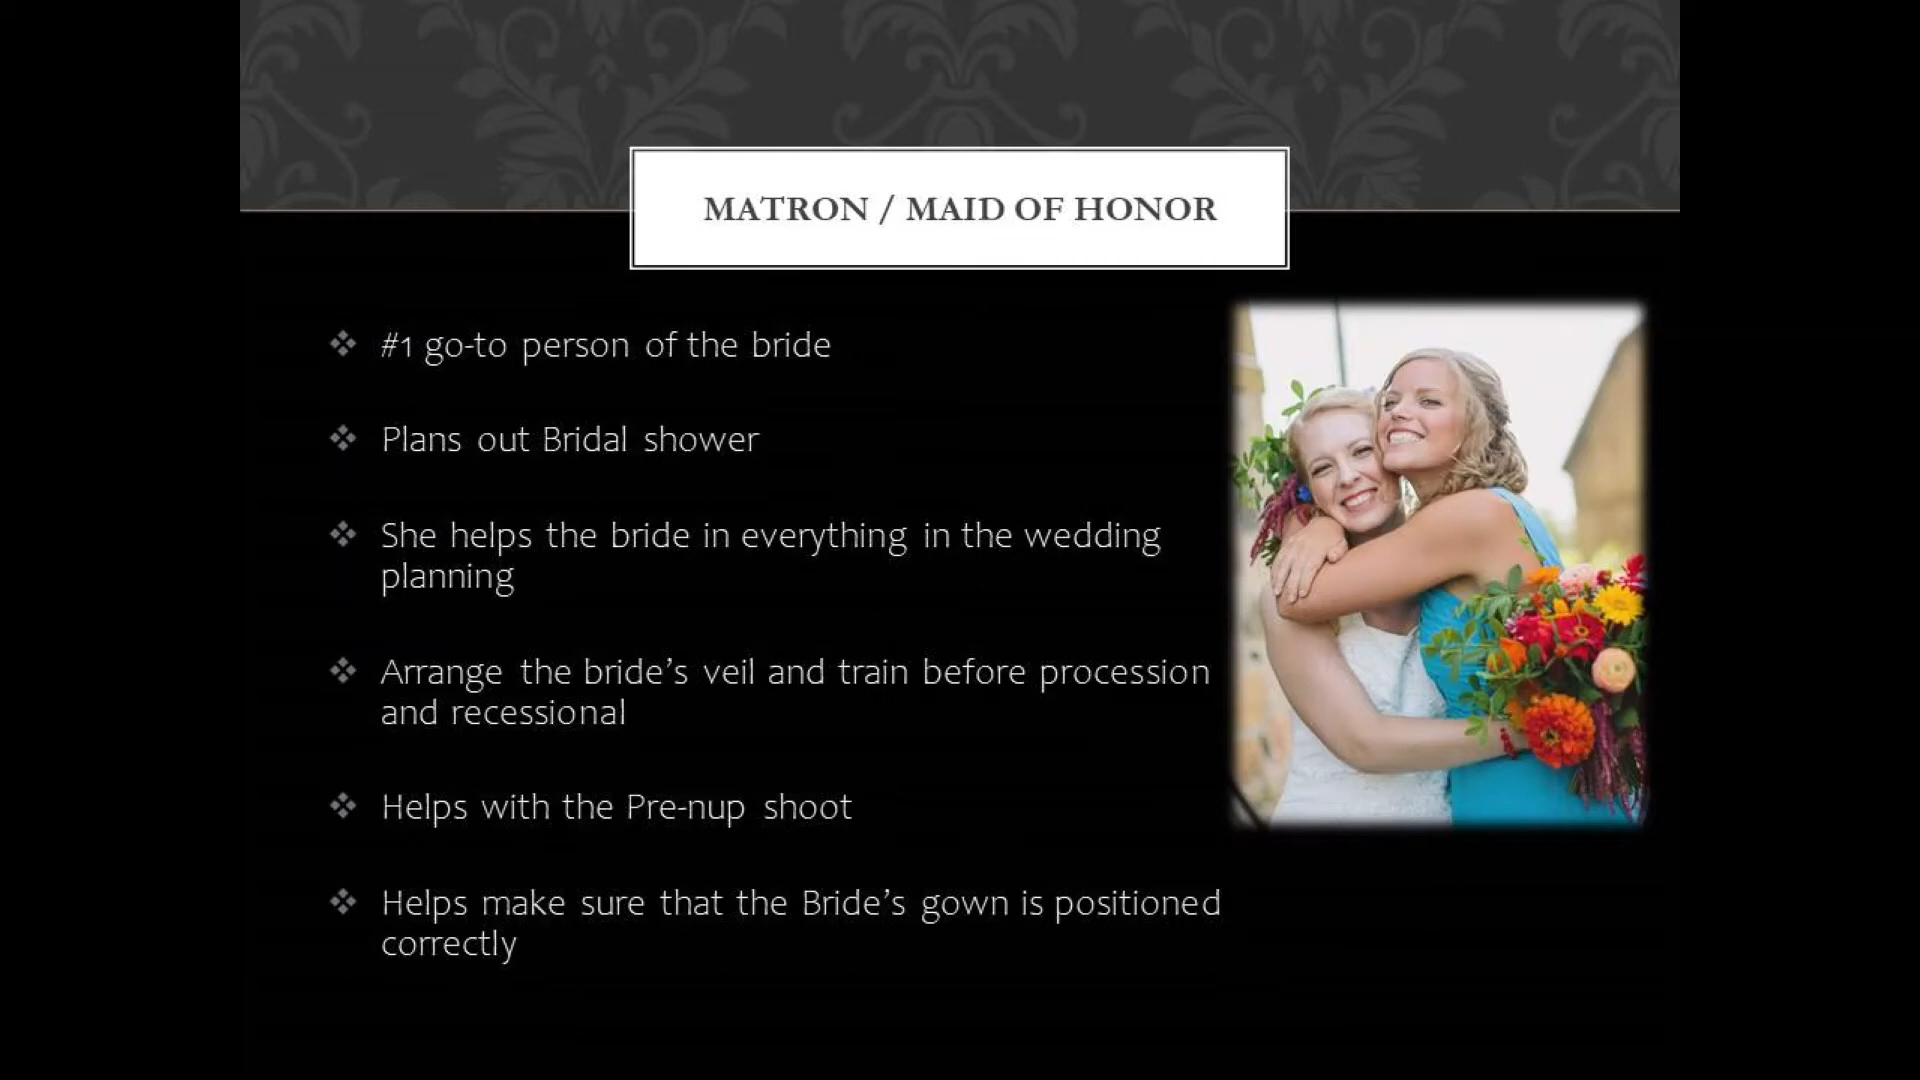 MATRON / MAID OF HONOR
#1 go-to person of the bride
Plans out Bridal shower
She helps the bride in everything in the wedding
planning
Arrange the bride’s veil and train before procession
and recessional
Helps with the Pre-nup shoot
Helps make sure that the Bride’s gown is positioned
correctly